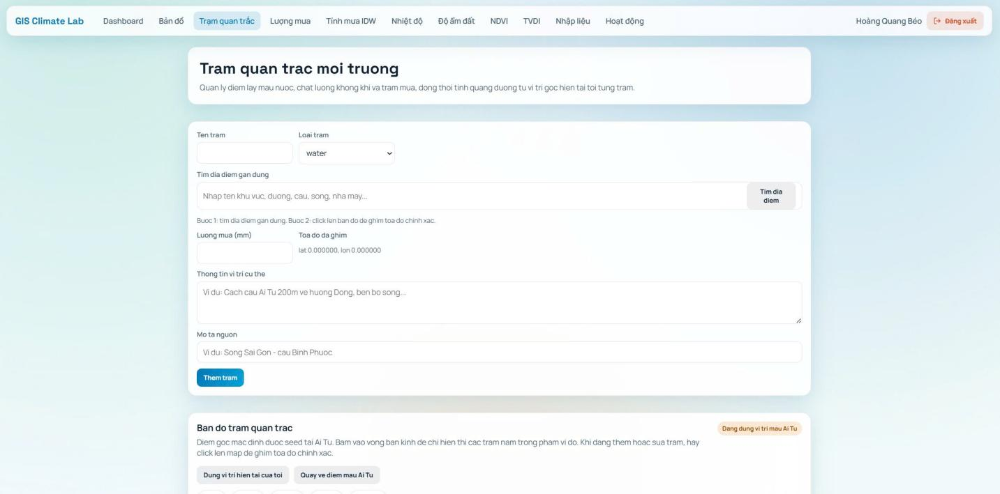 GIS Climate Lab Dashboard Bản đồ Trạm quan trắc Lượng mưa Tính mưa IDW Nhiệt độ Độ ẩm đất NDVI TVDI Nhập liệu Hoạt động Hoàng Quang Béo Đăng xuất
Tram quan trac moi truong
Quan ly diem lay mau nuoc, chat luong khong khi va tram mua, dong thoi tinh quang duong tu vi tri goc hien tai toi tung tram.
Ten tram Loai tram
water
Tim dia diem gan dung
Nhap ten khu vuc, duong, cau, song, nha may...
Tim dia
diem
Buoc 1: tim dia diem gan dung. Buoc 2: click len ban do de ghim toa do chinh xac.
Luong mua (mm) Toa do da ghim
lat 0.000000, lon 0.000000
Thong tin vi tri cu the
Vi du: Cach cau Ai Tu 200m ve huong Dong, ben bo song...
Mo ta nguon
Vi du: Song Sai Gon - cau Binh Phuoc
Them tram
Ban do tram quan trac Dang dung vi tri mau Ai Tu
Diem goc mac dinh duoc seed tai Ai Tu. Bam vao vong ban kinh de chi hien thi cac tram nam trong pham vi do. Khi dang them hoac sua tram, hay
click len map de ghim toa do chinh xac.
Dung vi tri hien tai cua toi Quay ve diem mau Ai Tu